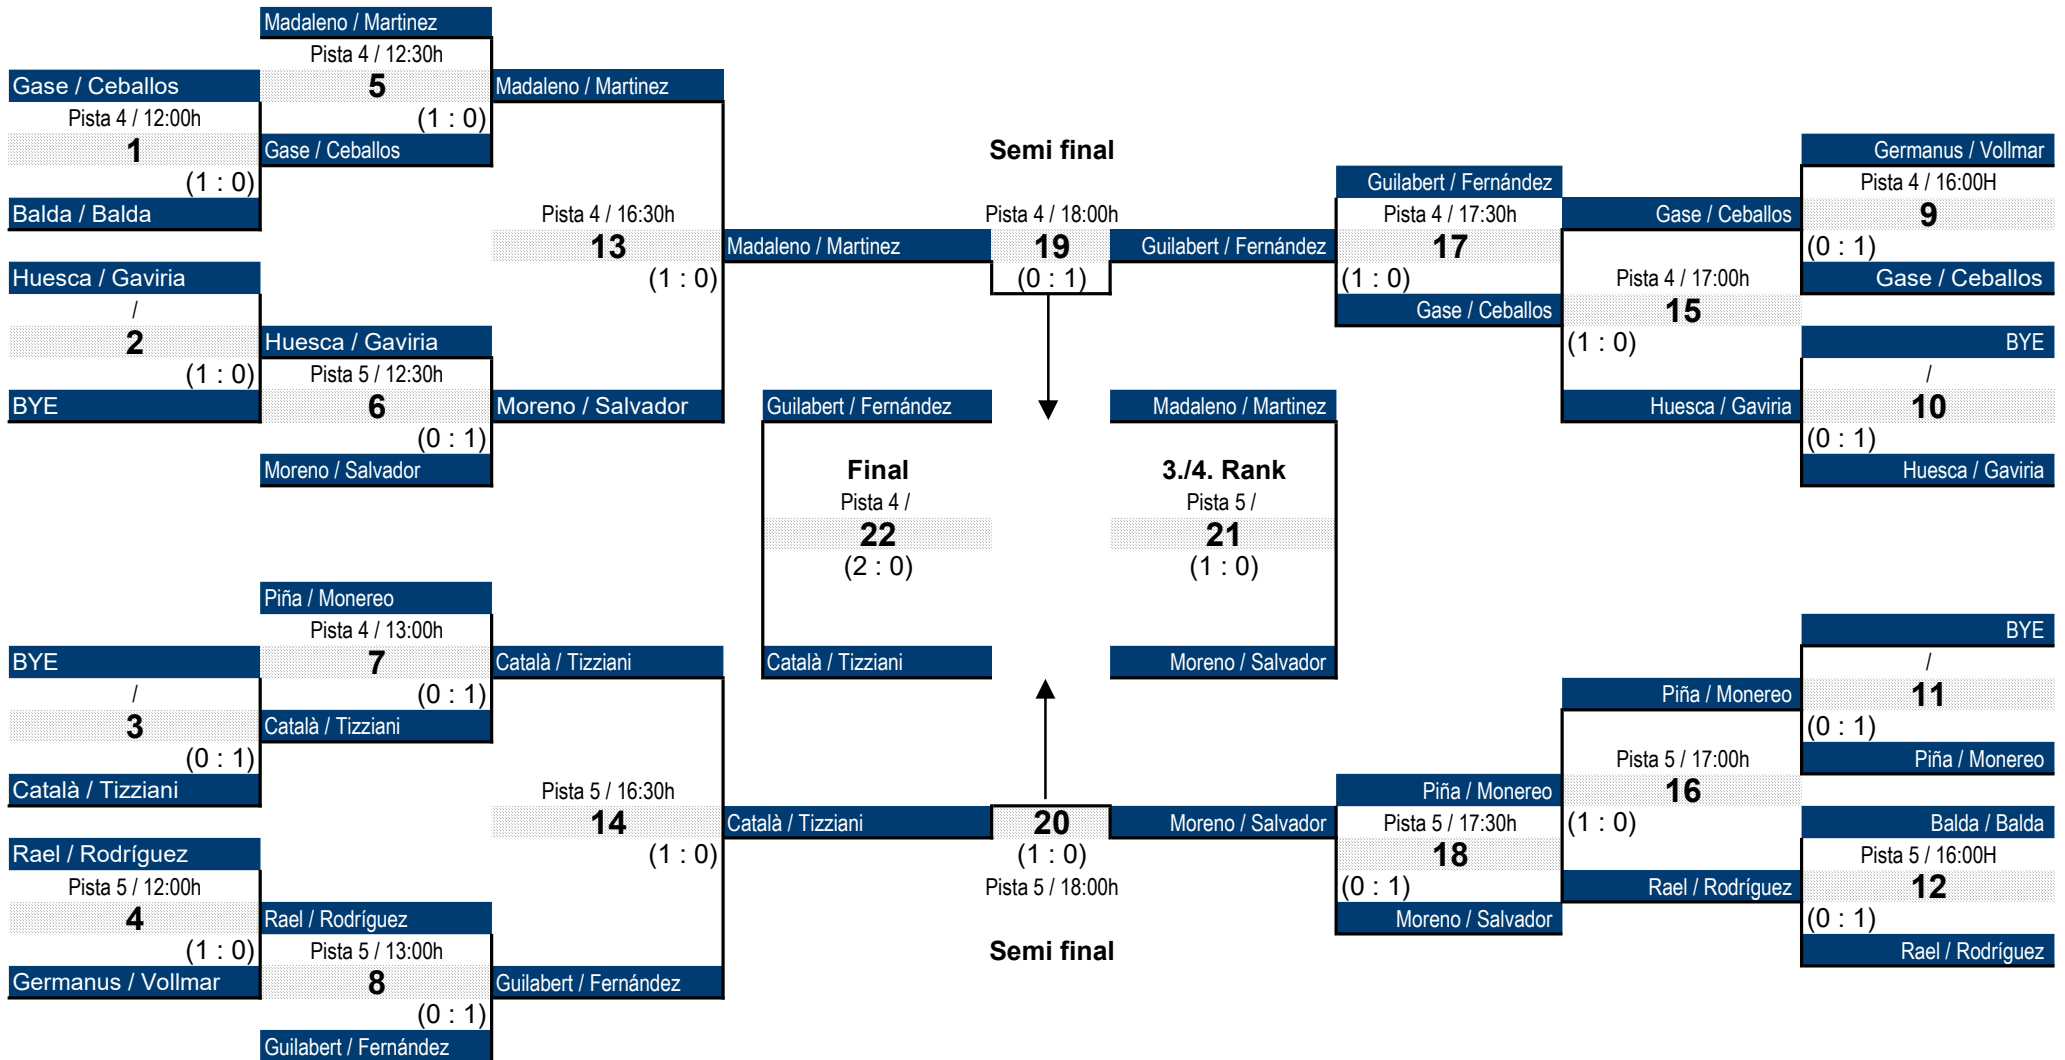 Madaleno / Martinez
Pista 4 / 12:30h
Gase / Ceballos
5
Madaleno / Martinez
Pista 4 / 12:00h
(1 : 0)
1
Gase / Ceballos
(1 : 0)
Balda / Balda
Pista 4 / 16:30h
13
Madaleno / Martinez
(1 : 0)
Huesca / Gaviria
/
2
Huesca / Gaviria
(1 : 0)
Pista 5 / 12:30h
BYE
6
Moreno / Salvador
(0 : 1)
Moreno / Salvador
Semi final
Pista 4 / 18:00h
19
(0 : 1)
Guilabert / Fernández
Guilabert / Fernández
Pista 4 / 17:30h
17
(1 : 0)
Gase / Ceballos
Gase / Ceballos
Pista 4 / 17:00h
15
(1 : 0)
Huesca / Gaviria
Germanus / Vollmar
Pista 4 / 16:00H
9
(0 : 1)
Gase / Ceballos
BYE
/
10
(0 : 1)
Huesca / Gaviria
Guilabert / Fernández
Final
Pista 4 /
22
(2 : 0)
Català / Tizziani
Madaleno / Martinez
3./4. Rank
Pista 5 /
21
(1 : 0)
Moreno / Salvador
Piña / Monereo
Pista 4 / 13:00h
BYE
7
Català / Tizziani
/
(0 : 1)
3
Català / Tizziani
(0 : 1)
Català / Tizziani
Pista 5 / 16:30h
14
Català / Tizziani
(1 : 0)
Rael / Rodríguez
Pista 5 / 12:00h
4
Rael / Rodríguez
(1 : 0)
Pista 5 / 13:00h
Germanus / Vollmar
8
Guilabert / Fernández
(0 : 1)
Guilabert / Fernández
20
(1 : 0)
Pista 5 / 18:00h
Semi final
Moreno / Salvador
Piña / Monereo
Pista 5 / 17:30h
18
(0 : 1)
Moreno / Salvador
Piña / Monereo
Pista 5 / 17:00h
16
(1 : 0)
Rael / Rodríguez
BYE
/
11
(0 : 1)
Piña / Monereo
Balda / Balda
Pista 5 / 16:00H
12
(0 : 1)
Rael / Rodríguez